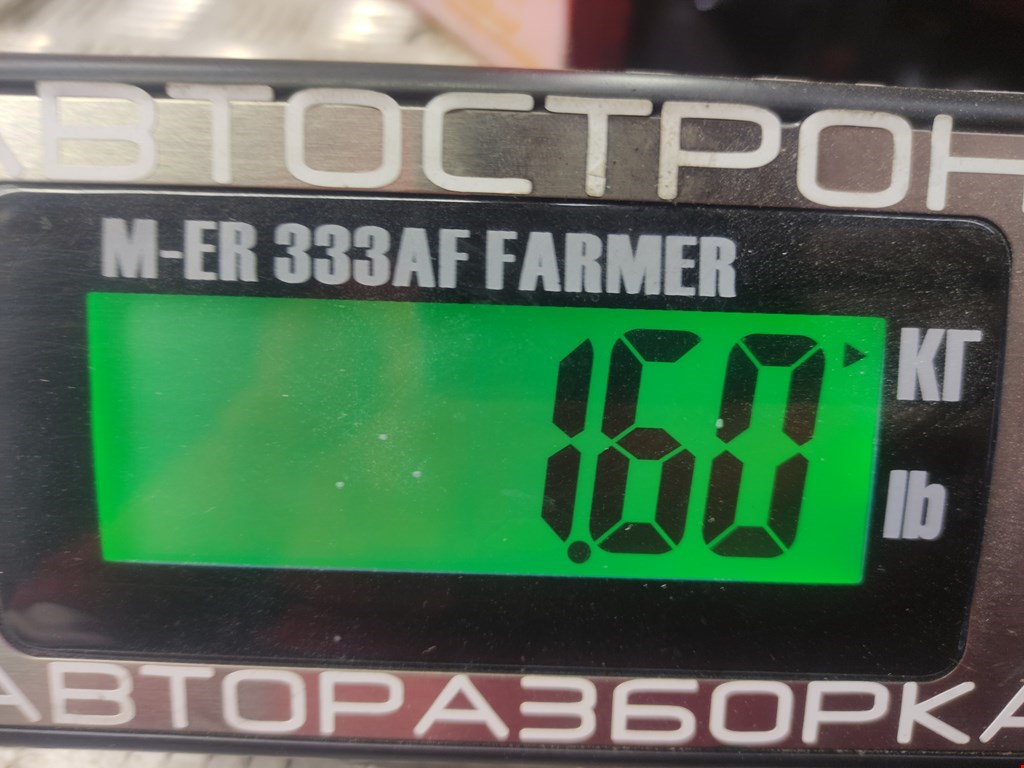 АВТОСТРОН
M-ER 333AF FARMER
1.60
КГ
lb
АВТОРАЗБОРКА